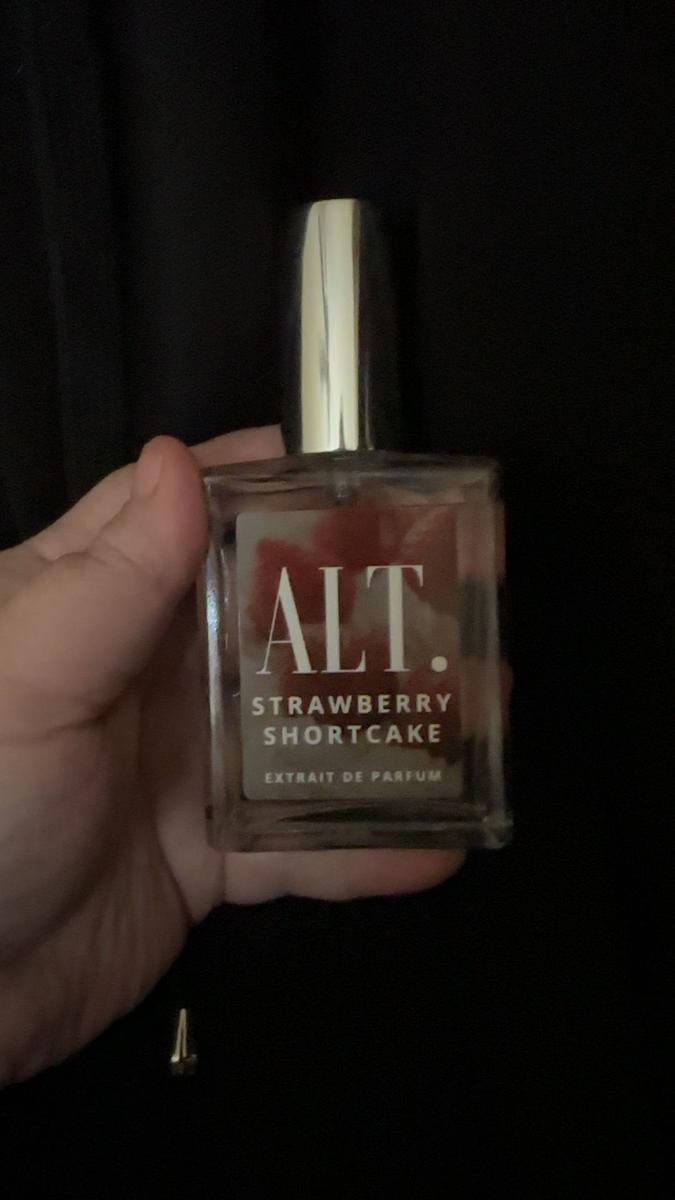 ALT.
STRAWBERRY
SHORTCAKE
EXTRAIT DE PARFUM